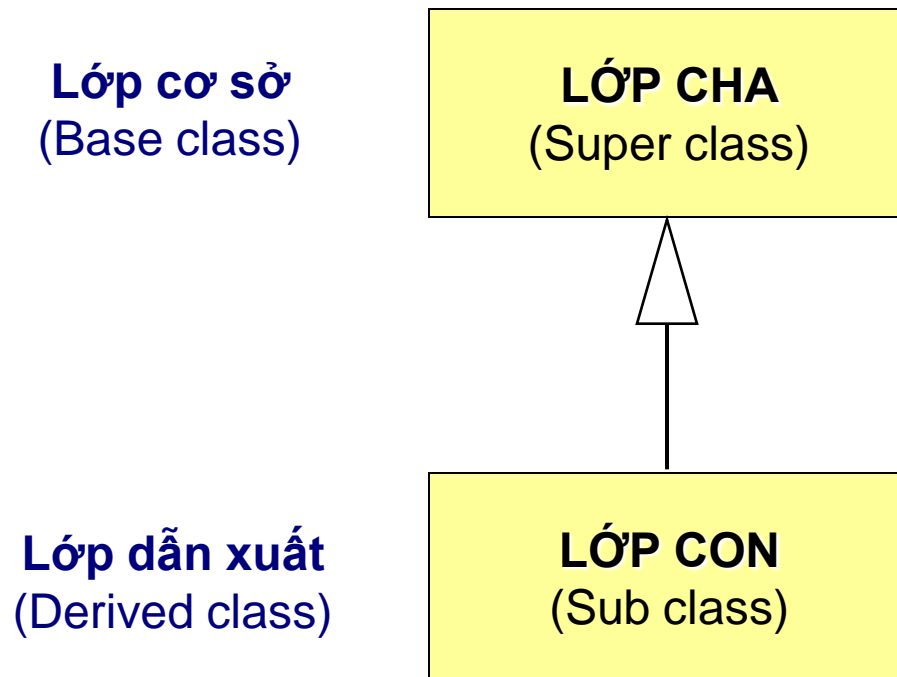 Lớp cơ sở
(Base class)
LỚP CHA
(Super class)
Lớp dẫn xuất
(Derived class)
LỚP CON
(Sub class)